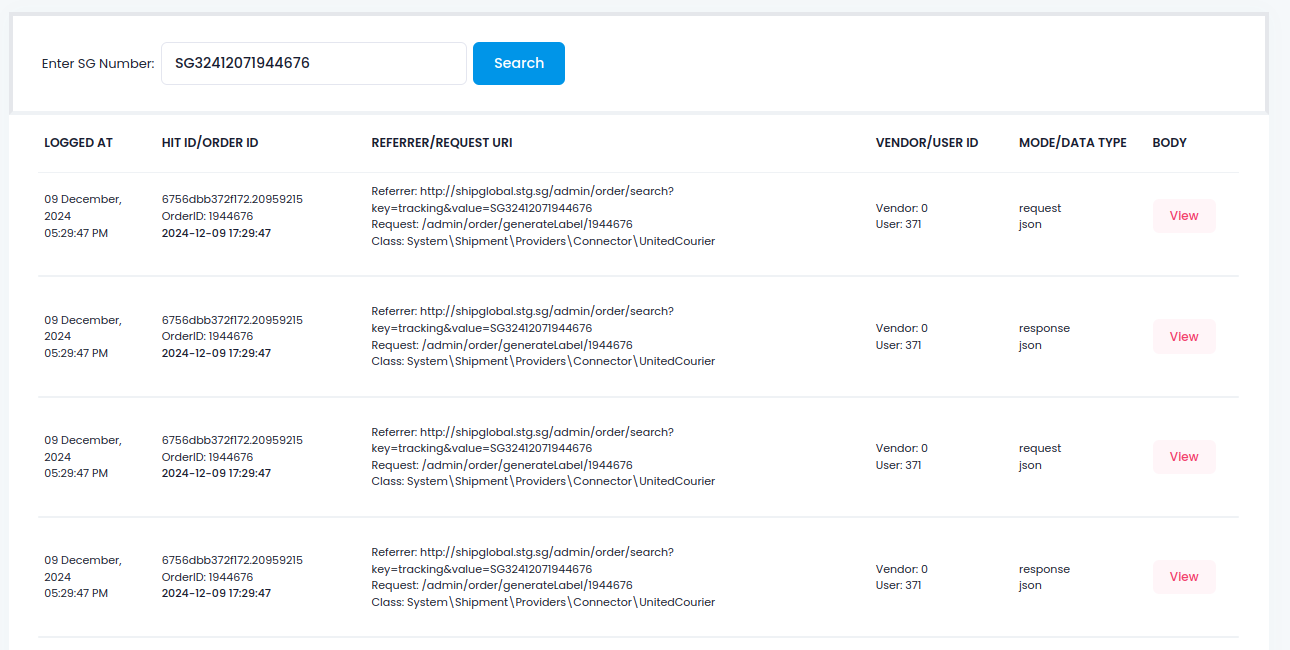 Enter SG Number: SG32412071944676 Search
LOGGED AT HIT ID/ORDER ID REFERRER/REQUEST URI VENDOR/USER ID MODE/DATA TYPE BODY
09 December,
2024
05:29:47 PM
6756dbb372f172.20959215
OrderID: 1944676
2024-12-09 17:29:47
Referrer: http://shipglobal.stg.sg/admin/order/search?
key=tracking&value=SG32412071944676
Request: /admin/order/generateLabel/1944676
Class: System\Shipment\Providers\Connector\UnitedCourier
Vendor: 0
User: 371
request
json
View
09 December,
2024
05:29:47 PM
6756dbb372f172.20959215
OrderID: 1944676
2024-12-09 17:29:47
Referrer: http://shipglobal.stg.sg/admin/order/search?
key=tracking&value=SG32412071944676
Request: /admin/order/generateLabel/1944676
Class: System\Shipment\Providers\Connector\UnitedCourier
Vendor: 0
User: 371
response
json
View
09 December,
2024
05:29:47 PM
6756dbb372f172.20959215
OrderID: 1944676
2024-12-09 17:29:47
Referrer: http://shipglobal.stg.sg/admin/order/search?
key=tracking&value=SG32412071944676
Request: /admin/order/generateLabel/1944676
Class: System\Shipment\Providers\Connector\UnitedCourier
Vendor: 0
User: 371
request
json
View
09 December,
2024
05:29:47 PM
6756dbb372f172.20959215
OrderID: 1944676
2024-12-09 17:29:47
Referrer: http://shipglobal.stg.sg/admin/order/search?
key=tracking&value=SG32412071944676
Request: /admin/order/generateLabel/1944676
Class: System\Shipment\Providers\Connector\UnitedCourier
Vendor: 0
User: 371
response
json
View